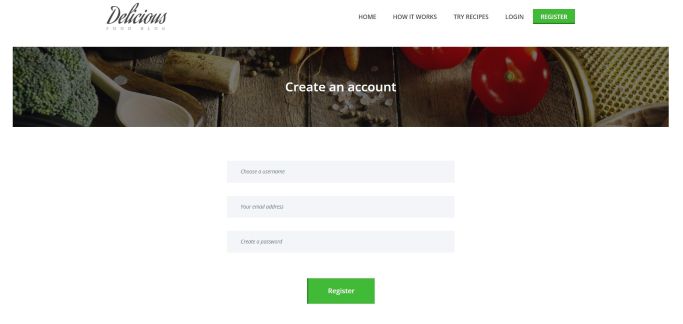 Delicious
FOOD BLOG
HOME HOW IT WORKS TRY RECIPES LOGIN REGISTER
Create an account
Choose a username
Your email address
Create a password
Register